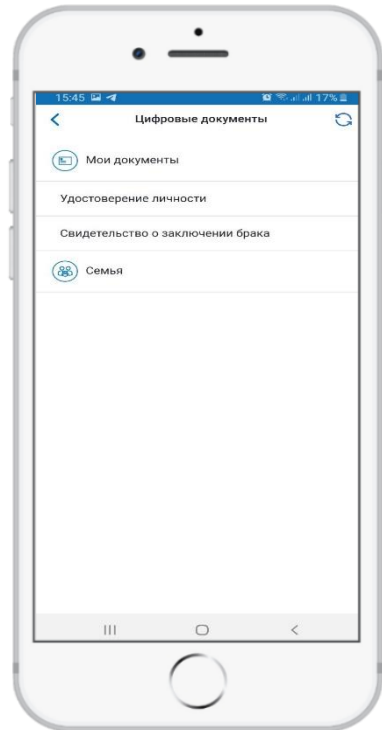 15:45 17%
Цифровые документы
Мои документы
Удостоверение личности
Свидетельство о заключении брака
Семья